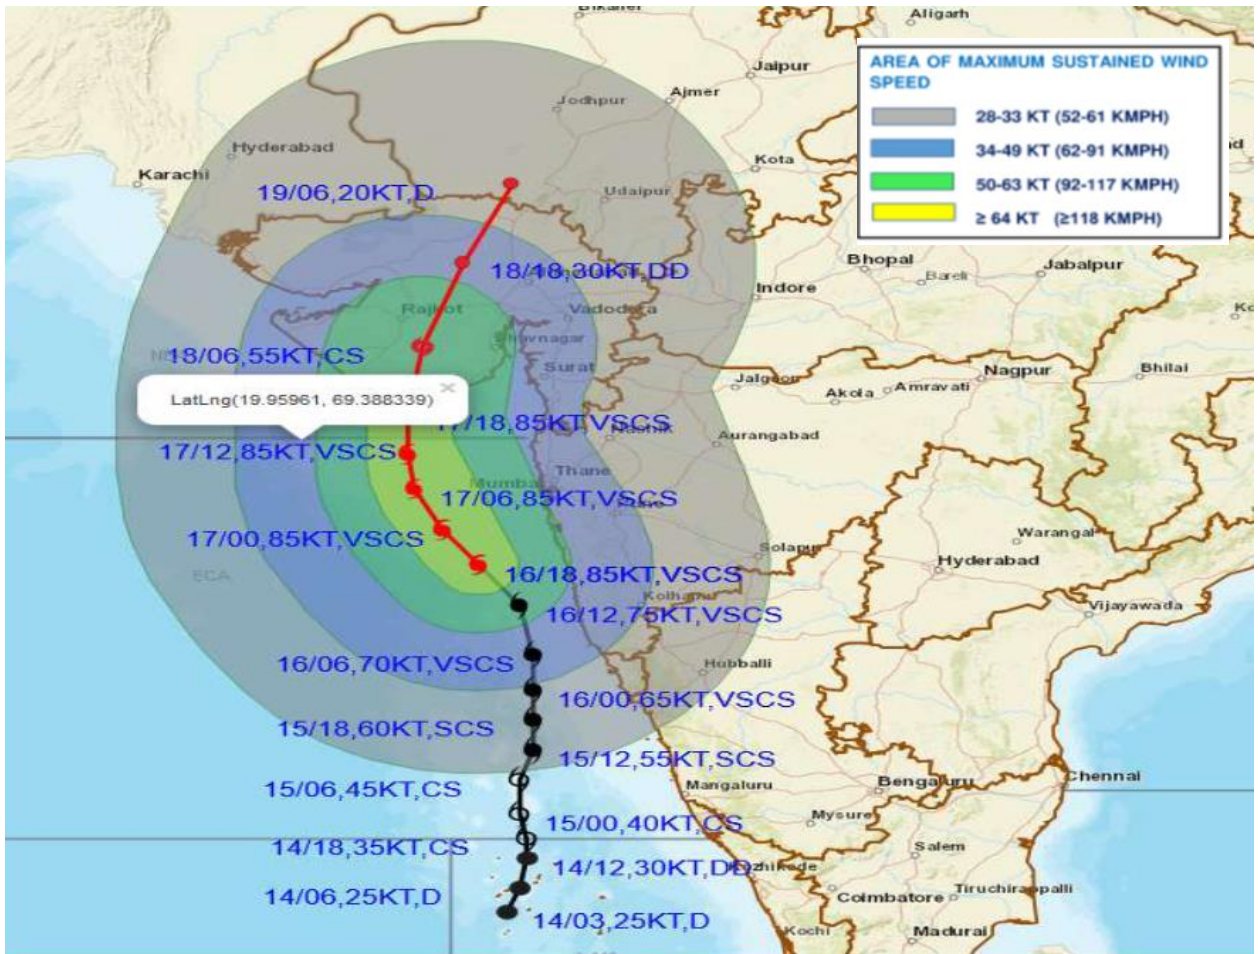 Bikaner
Aligarh
AREA OF MAXIMUM SUSTAINED WIND
SPEED
28-33 KT (52-61 KMPH)
34-49 KT (62-91 KMPH)
50-63 KT (92-117 KMPH)
≥ 64 KT (≥118 KMPH)
Jaipur
Ajmer
Jodhpur
Hyderabad
Karachi
Kota
19/06,20KT,D
Udaipur
Bhopal
Bareli
Jabalpur
18/18,30KT,DD
Indore
Rajkot
Vadodara
18/06,55KT,CS
Surat
Nagpur
Bhilai
Jalgaon
Akola
Amravati
LatLng(19.95961, 69.388339)
×
17/18,85KT,VSCS
Nashik
Aurangabad
17/12,85KT,VSCS
Thane
Mumbai
17/06,85KT,VSCS
17/00,85KT,VSCS
Warangal
Solapur
Hyderabad
ECA
16/18,85KT,VSCS
Kolhapur
16/12,75KT,VSCS
Vijayawada
16/06,70KT,VSCS
Hubballi
16/00,65KT,VSCS
15/18,60KT,SCS
15/12,55KT,SCS
Chennai
Bengaluru
Mangaluru
15/06,45KT,CS
15/00,40KT,CS
Mysuru
14/18,35KT,CS
Salem
14/12,30KT,DD
Kozhikode
14/06,25KT,D
Coimbatore
Tiruchirappalli
14/03,25KT,D
Kochi
Madurai